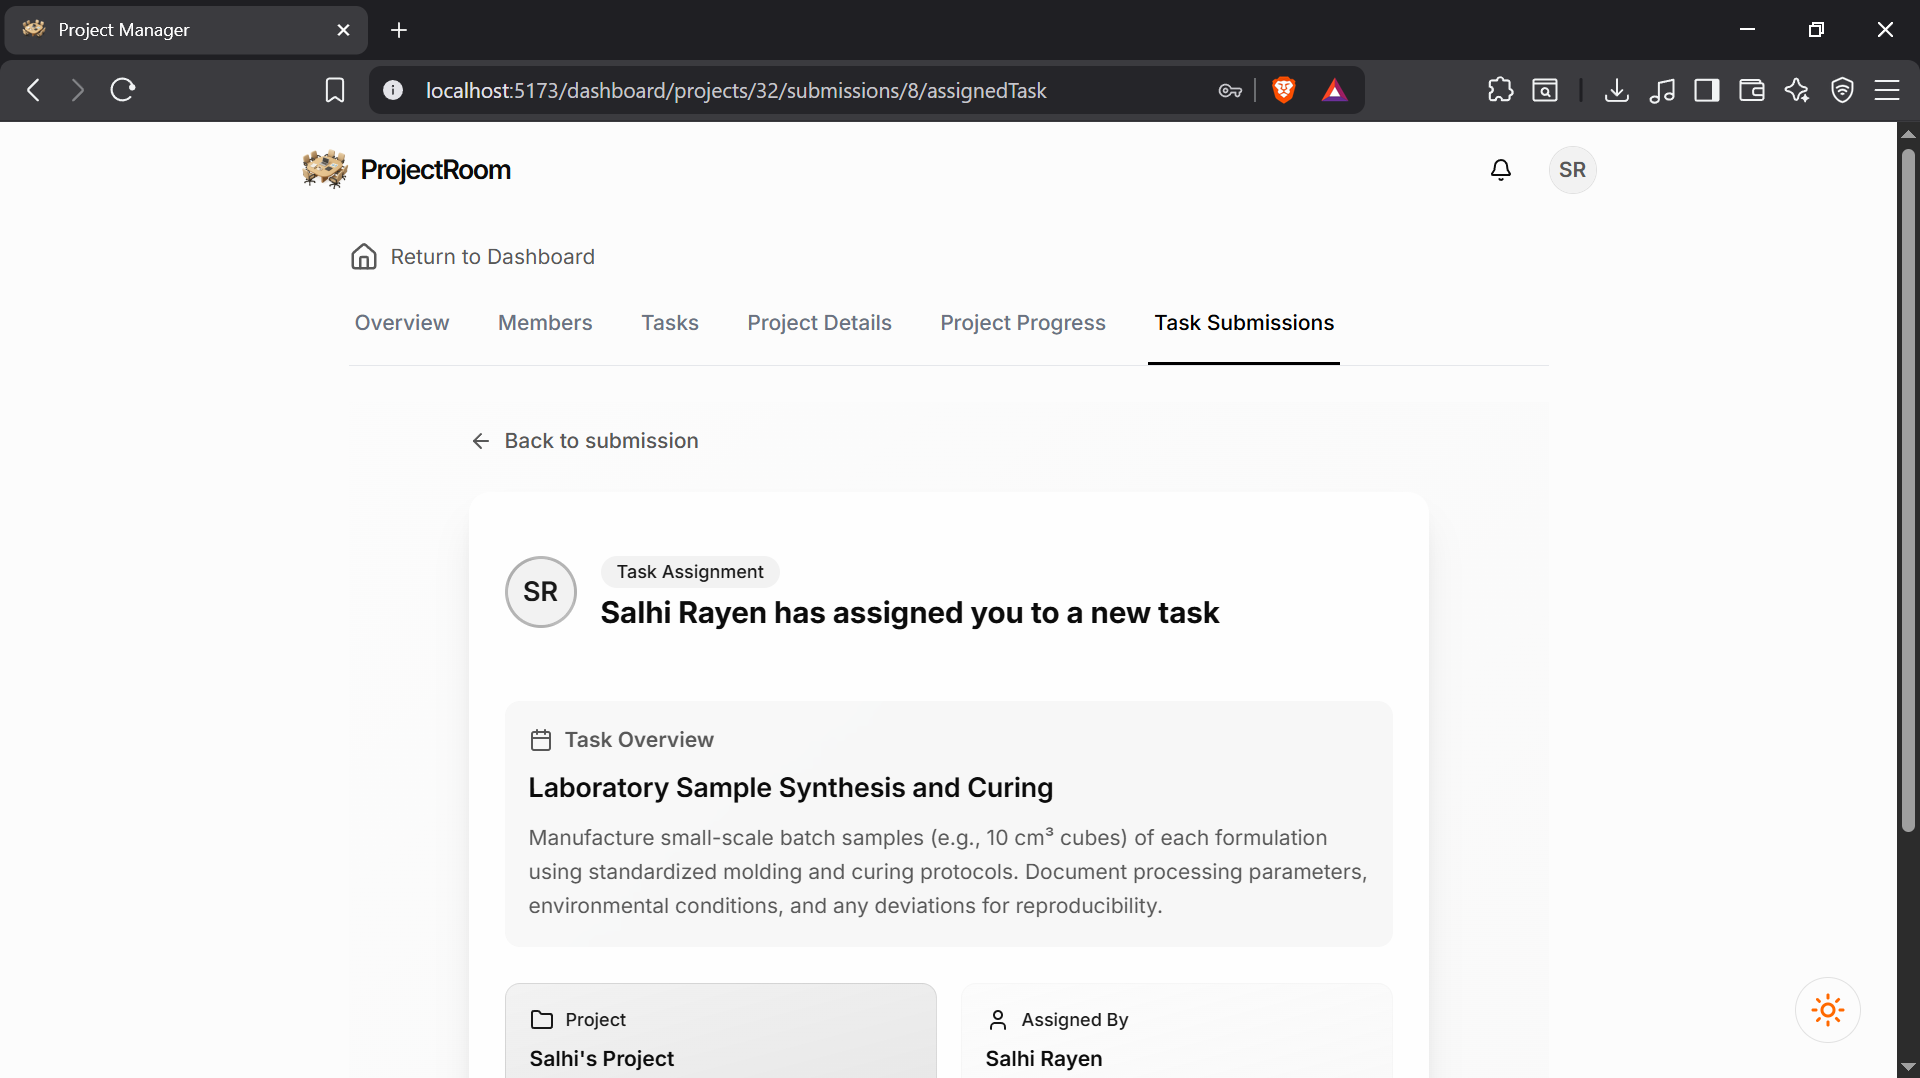 Project Manager
localhost:5173/dashboard/projects/32/submissions/8/assignedTask
ProjectRoom
SR
Return to Dashboard
Overview Members Tasks Project Details Project Progress Task Submissions
Back to submission
SR
Task Assignment
Salhi Rayen has assigned you to a new task
Task Overview
Laboratory Sample Synthesis and Curing
Manufacture small-scale batch samples (e.g., 10 cm³ cubes) of each formulation
using standardized molding and curing protocols. Document processing parameters,
environmental conditions, and any deviations for reproducibility.
Project
Salhi's Project
Assigned By
Salhi Rayen